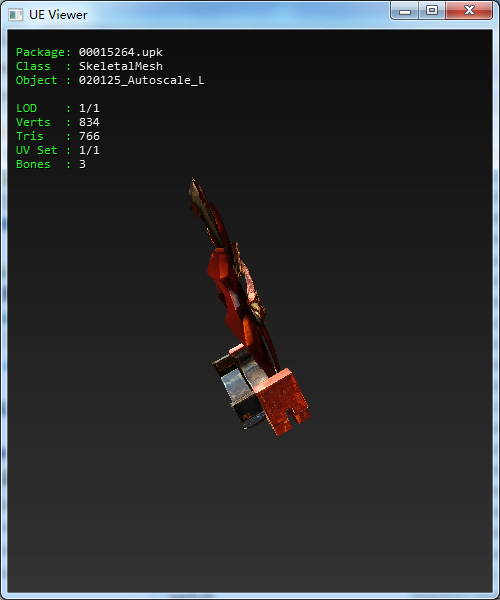 UE Viewer
Package: 00015264.upk
Class : SkeletalMesh
Object : 020125_Autoscale_L
LOD : 1/1
Verts : 834
Tris : 766
UV Set : 1/1
Bones : 3